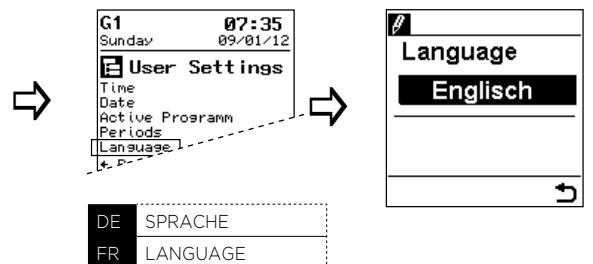 G1 07:35
Sunday 09/01/12
User Settings
Time
Date
Active Programm
Periods
Language
Language
Englisch
DE SPRACHE
FR LANGUAGE